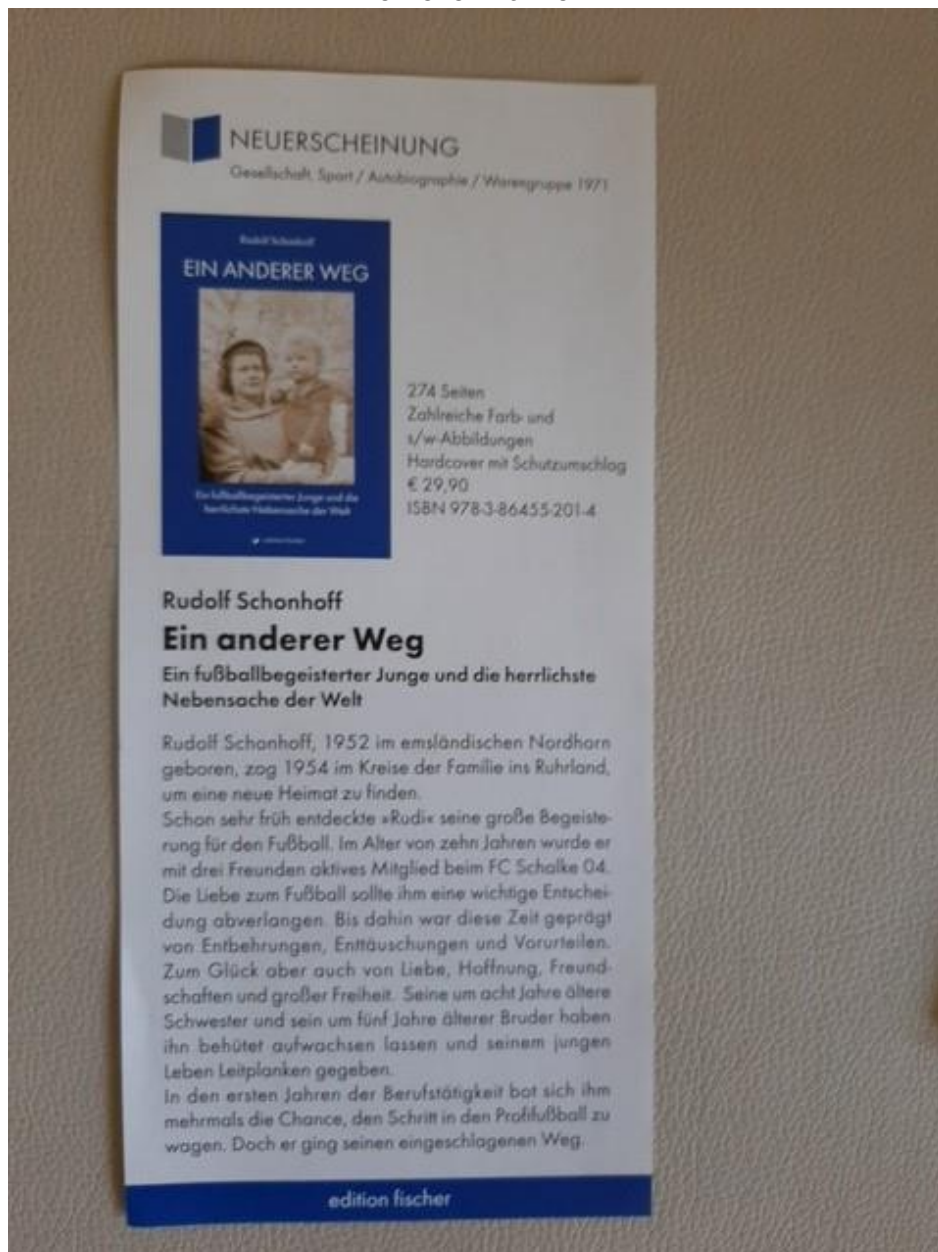 NEUERSCHEINUNG
Gesellschaft, Sport / Autobiographie / Warengruppe 1971
Rudolf Schonhoff
EIN ANDERER WEG
Ein fußballbegeisterter Junge und die
herrlichste Nebensache der Welt
274 Seiten
Zahlreiche Farb- und
s/w-Abbildungen
Hardcover mit Schutzumschlag
€ 29,90
ISBN 978-3-86455-201-4
Rudolf Schonhoff
Ein anderer Weg
Ein fußballbegeisterter Junge und die herrlichste
Nebensache der Welt
Rudolf Schonhoff, 1952 im emsländischen Nordhorn
geboren, zog 1954 im Kreise der Familie ins Ruhrland,
um eine neue Heimat zu finden.
Schon sehr früh entdeckte »Rudi« seine große Begeiste-
rung für den Fußball. Im Alter von zehn Jahren wurde er
mit drei Freunden aktives Mitglied beim FC Schalke 04.
Die Liebe zum Fußball sollte ihm eine wichtige Entschei-
dung abverlangen. Bis dahin war diese Zeit geprägt
von Entbehrungen, Enttäuschungen und Vorurteilen.
Zum Glück aber auch von Liebe, Hoffnung, Freund-
schaften und großer Freiheit. Seine um acht Jahre ältere
Schwester und sein um fünf Jahre älterer Bruder haben
ihn behütet aufwachsen lassen und seinem jungen
Leben Leitplanken gegeben.
In den ersten Jahren der Berufstätigkeit bot sich ihm
mehrmals die Chance, den Schritt in den Profifußball zu
wagen. Doch er ging seinen eingeschlagenen Weg.
edition fischer